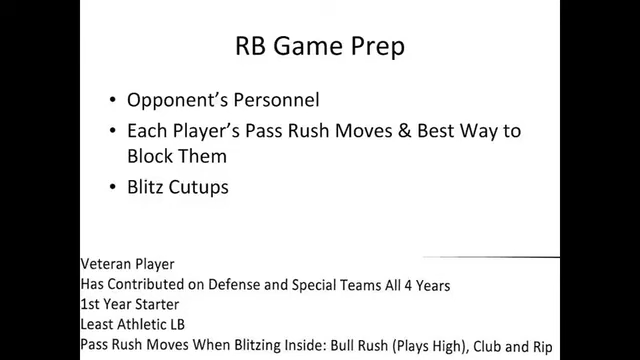 RB Game Prep
• Opponent's Personnel
• Each Player's Pass Rush Moves & Best Way to
Block Them
• Blitz Cutups
Veteran Player
Has Contributed on Defense and Special Teams All 4 Years
1st Year Starter
Least Athletic LB
Pass Rush Moves When Blitzing Inside: Bull Rush (Plays High), Club and Rip